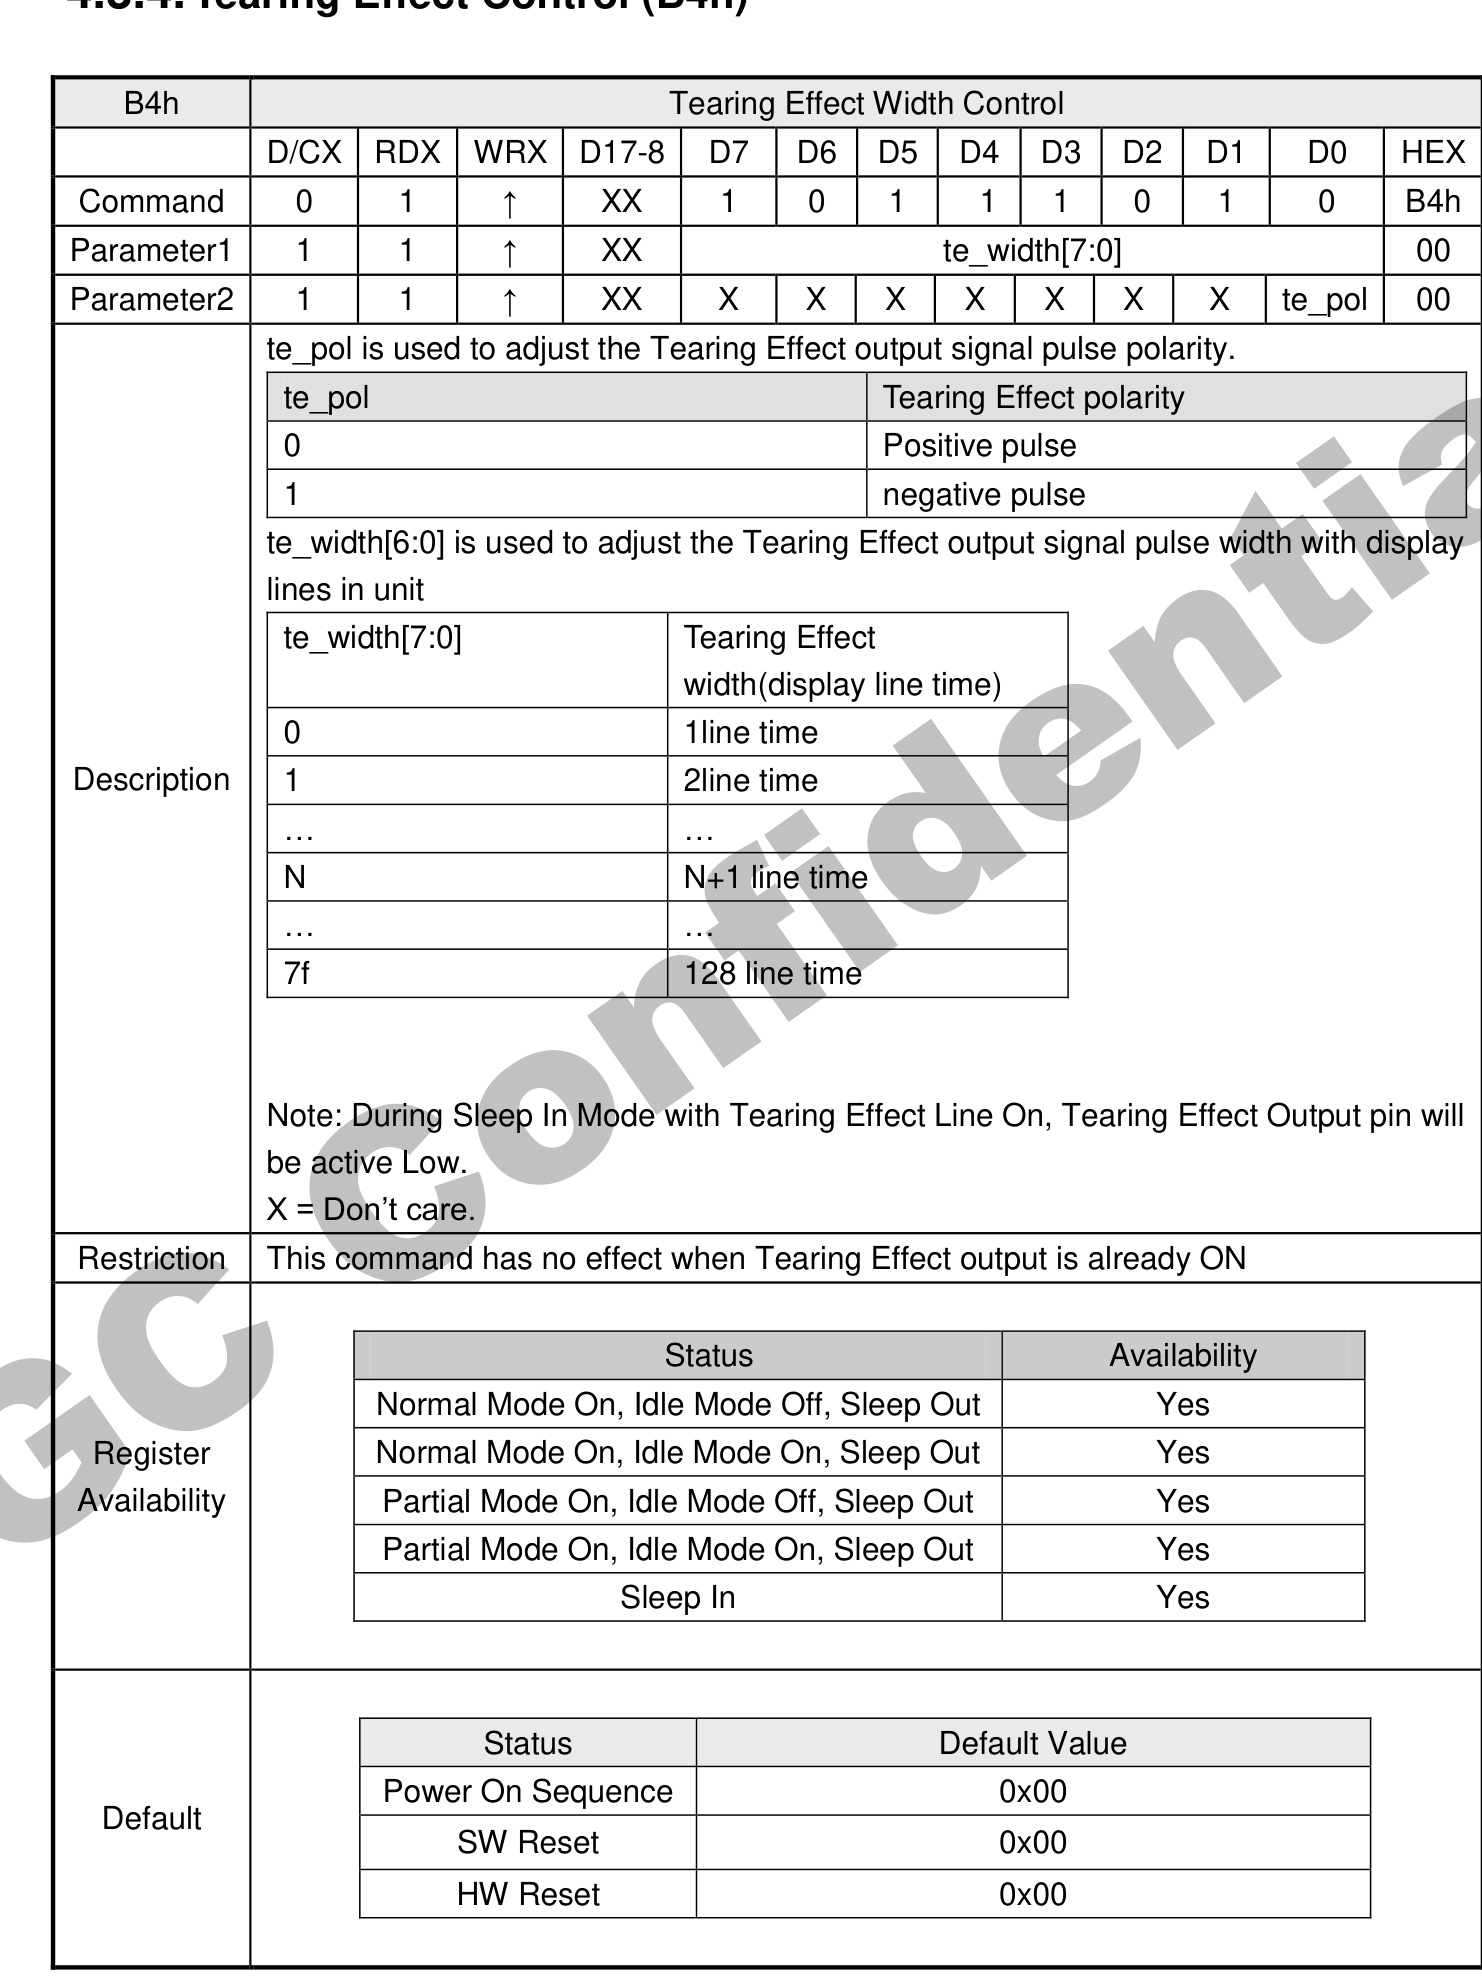 4.5.4. Tearing Effect Control (B4h)
B4h Tearing Effect Width Control
D/CX RDX WRX D17-8 D7 D6 D5 D4 D3 D2 D1 D0 HEX
Command 0 1 ↑ XX 1 0 1 1 1 0 1 0 B4h
Parameter1 1 1 ↑ XX te_width[7:0] 00
Parameter2 1 1 ↑ XX X X X X X X X te_pol 00
Description
te_pol is used to adjust the Tearing Effect output signal pulse polarity.
te_pol Tearing Effect polarity
0 Positive pulse
1 negative pulse
te_width[6:0] is used to adjust the Tearing Effect output signal pulse width with display
lines in unit
te_width[7:0] Tearing Effect
width(display line time)
0 1line time
1 2line time
… …
N N+1 line time
… …
7f 128 line time
Note: During Sleep In Mode with Tearing Effect Line On, Tearing Effect Output pin will
be active Low.
X = Don’t care.
Restriction This command has no effect when Tearing Effect output is already ON
Register
Availability
Status Availability
Normal Mode On, Idle Mode Off, Sleep Out Yes
Normal Mode On, Idle Mode On, Sleep Out Yes
Partial Mode On, Idle Mode Off, Sleep Out Yes
Partial Mode On, Idle Mode On, Sleep Out Yes
Sleep In Yes
Default
Status Default Value
Power On Sequence 0x00
SW Reset 0x00
HW Reset 0x00
GC Confidentia